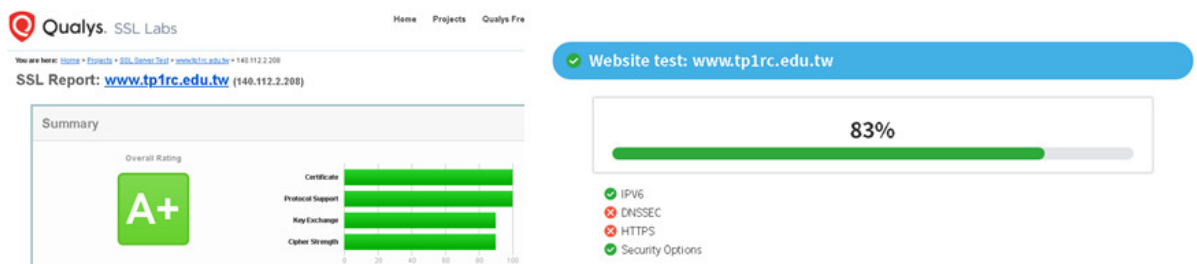 Qualys. SSL Labs
Home Projects Qualys Fre
You are here: Home > Projects > SSL Server Test > www.tp1rc.edu.tw > 140.112.2.208
SSL Report: www.tp1rc.edu.tw (140.112.2.208)
Summary
Overall Rating
A+
Certificate
Protocol Support
Key Exchange
Cipher Strength
0 20 40 60 80 100
Website test: www.tp1rc.edu.tw
83%
IPV6
DNSSEC
HTTPS
Security Options